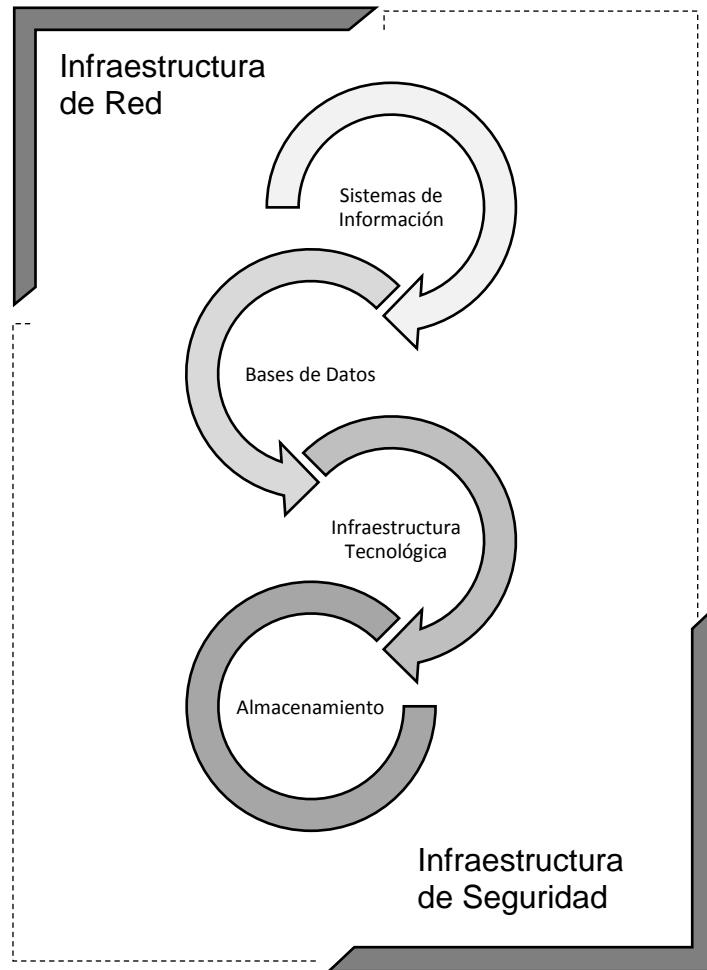 Infraestructura
de Red
Sistemas de
Información
Bases de Datos
Infraestructura
Tecnológica
Almacenamiento
Infraestructura
de Seguridad